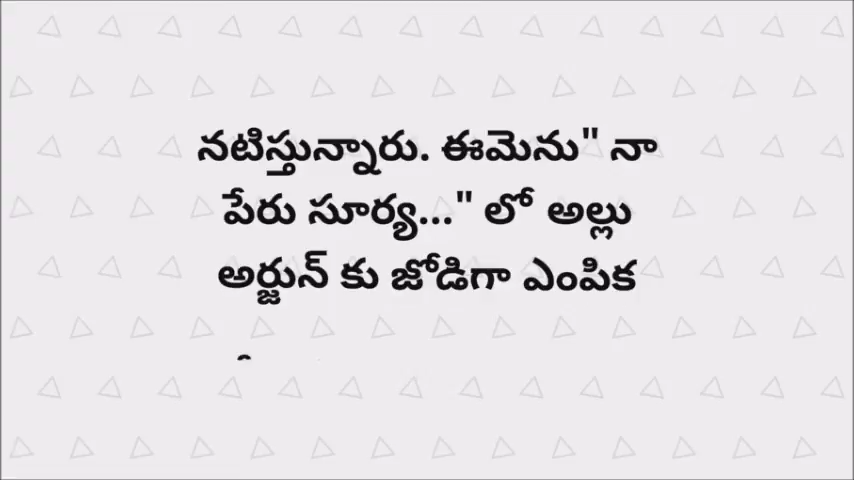 నటిస్తున్నారు. ఈమెను" నా
పేరు సూర్య..." లో అల్లు
అర్జున్ కు జోడిగా ఎంపిక